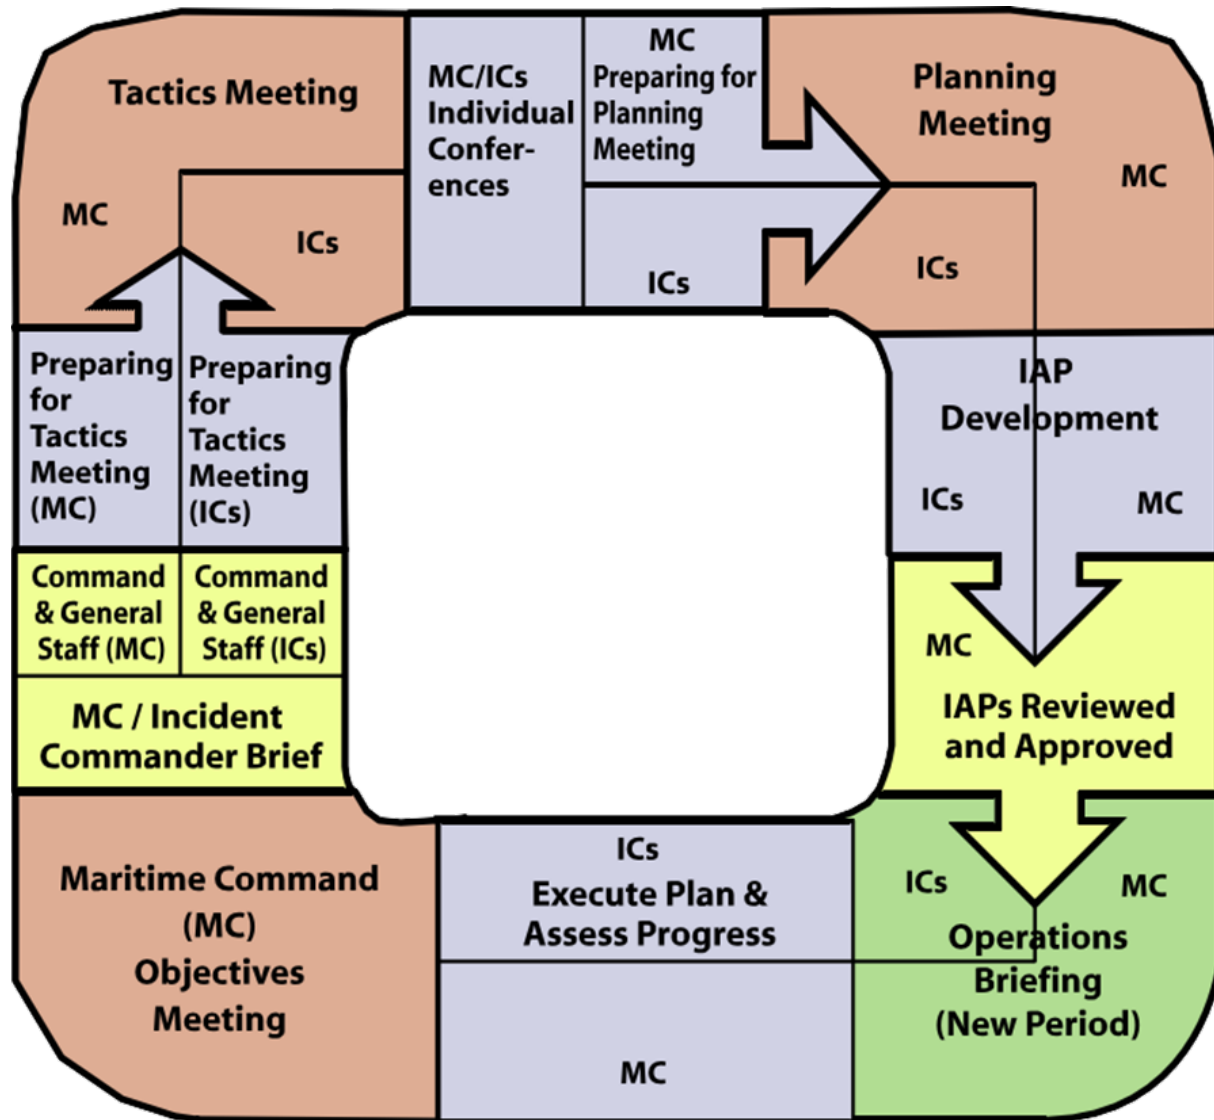 Tactics Meeting
MC
ICs
MC/ICs
Individual
Confer-
ences
MC
Preparing for
Planning
Meeting
ICs
Planning
Meeting
MC
ICs
Preparing
for
Tactics
Meeting
(MC)
Preparing
for
Tactics
Meeting
(ICs)
IAP
Development
ICs
MC
Command
& General
Staff (MC)
Command
& General
Staff (ICs)
MC / Incident
Commander Brief
MC
IAPs Reviewed
and Approved
Maritime Command
(MC)
Objectives
Meeting
ICs
Execute Plan &
Assess Progress
MC
ICs
MC
Operations
Briefing
(New Period)